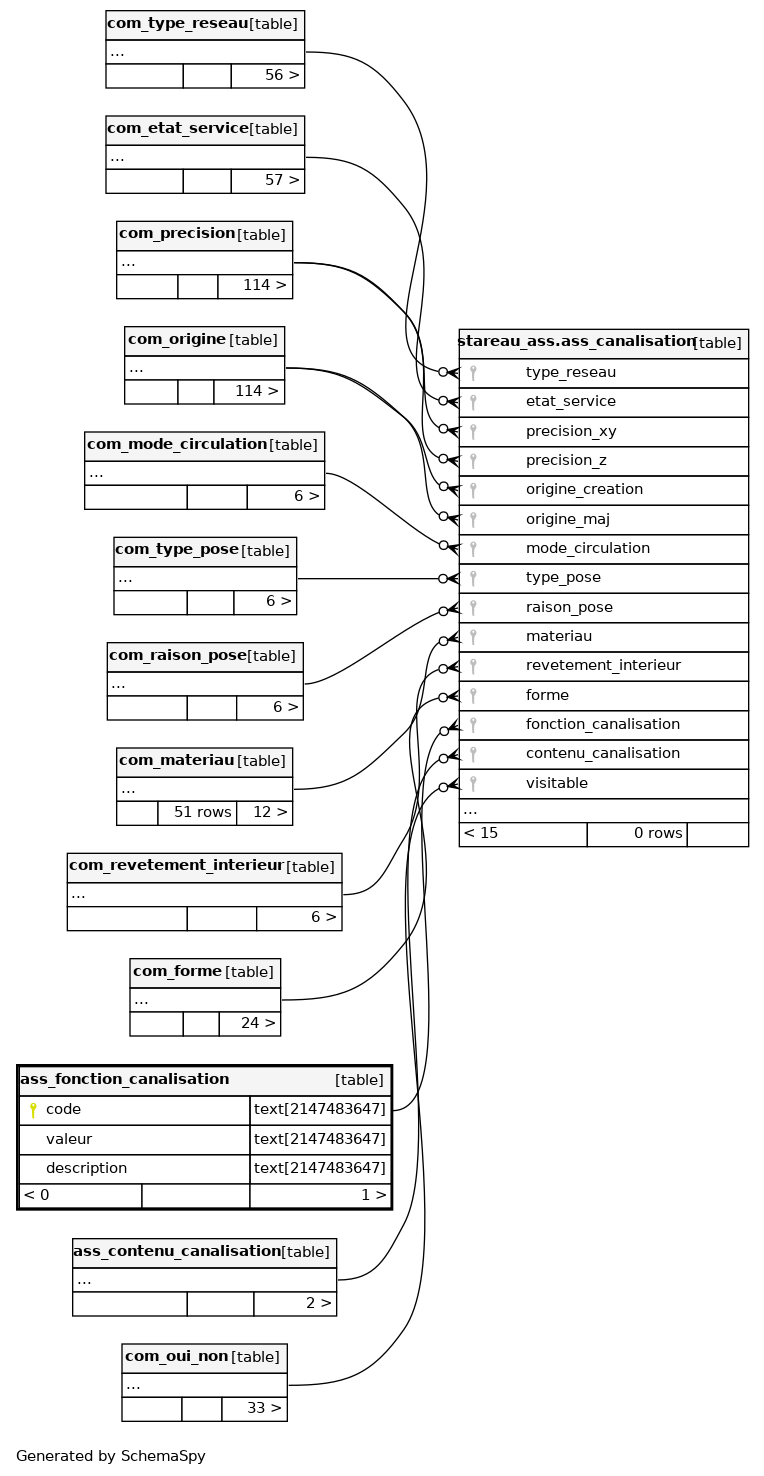 com_type_reseau [table]
...
56 >
com_etat_service [table]
...
57 >
com_precision [table]
...
114 >
com_origine [table]
...
114 >
com_mode_circulation [table]
...
6 >
com_type_pose [table]
...
6 >
com_raison_pose [table]
...
6 >
com_materiau [table]
...
51 rows 12 >
com_revetement_interieur [table]
...
6 >
com_forme [table]
...
24 >
ass_fonction_canalisation [table]
code text[2147483647]
valeur text[2147483647]
description text[2147483647]
< 0 1 >
ass_contenu_canalisation [table]
...
2 >
com_oui_non [table]
...
33 >
stareau_ass.ass_canalisation [table]
type_reseau
etat_service
precision_xy
precision_z
origine_creation
origine_maj
mode_circulation
type_pose
raison_pose
materiau
revetement_interieur
forme
fonction_canalisation
contenu_canalisation
visitable
...
< 15 0 rows
Generated by SchemaSpy